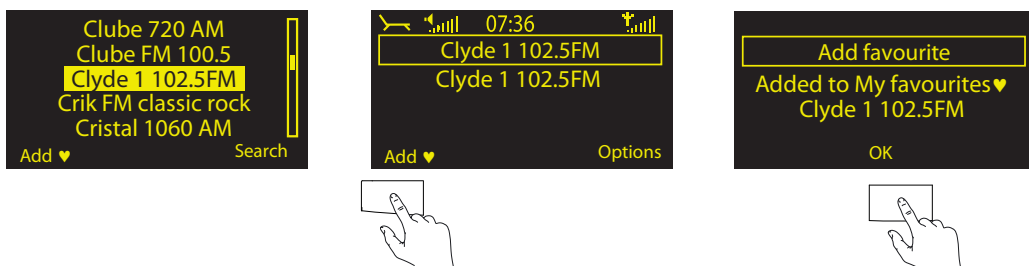 Clube 720 AM
Clube FM 100.5
Clyde 1 102.5FM
Crik FM classic rock
Cristal 1060 AM
Add ♥ Search
07:36
Clyde 1 102.5FM
Clyde 1 102.5FM
Add ♥ Options
Add favourite
Added to My favourites♥
Clyde 1 102.5FM
OK